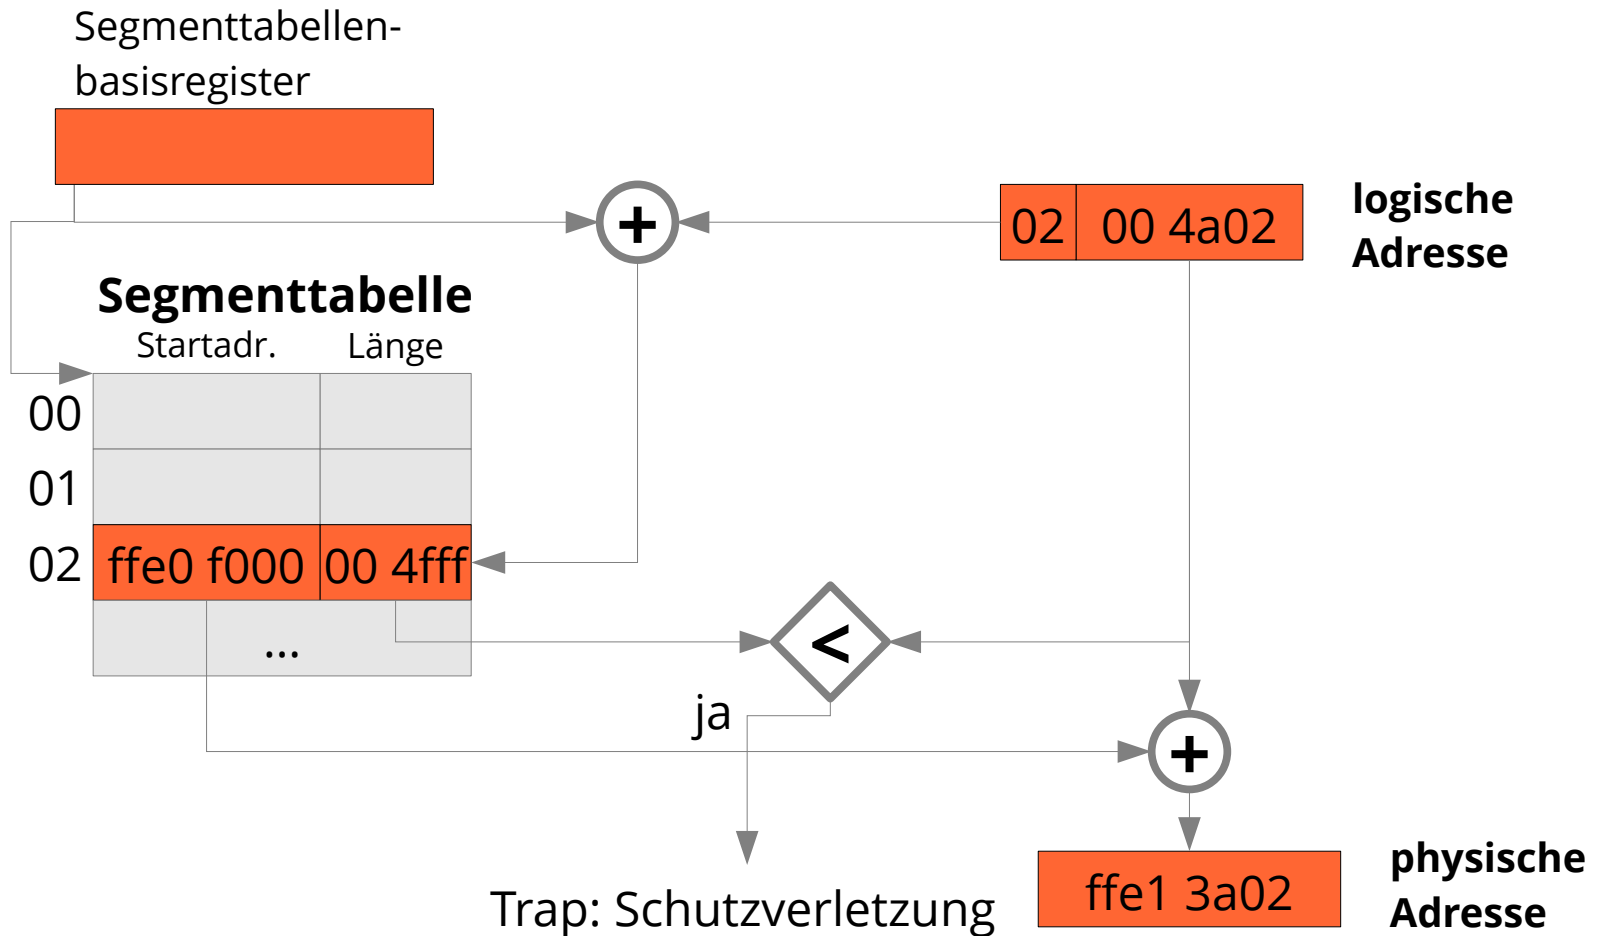 Segmenttabellen-
basisregister
+
02 00 4a02
logische
Adresse
Segmenttabelle
Startadr. Länge
00
01
02 ffe0 f000 00 4fff
...
<
ja
+
Trap: Schutzverletzung
ffe1 3a02
physische
Adresse